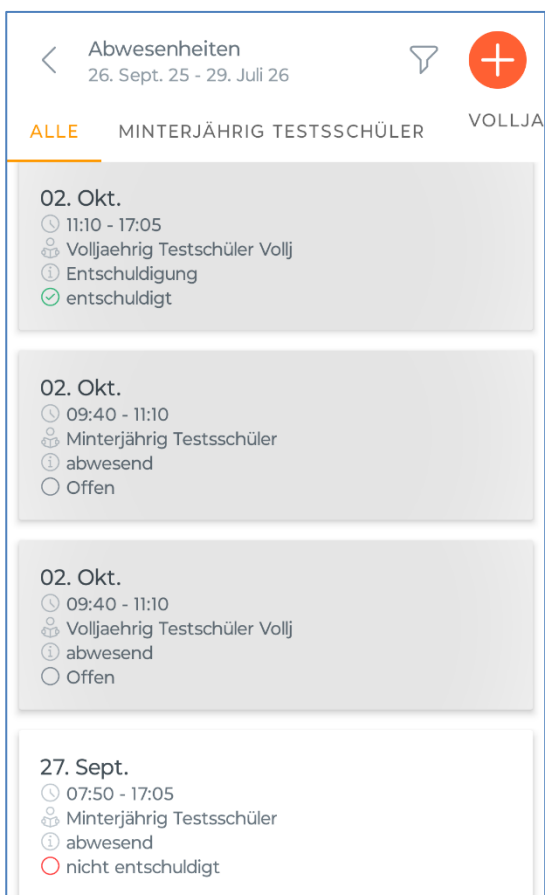 Abwesenheiten
26. Sept. 25 - 29. Juli 26
ALLE MINTERJÄHRIG TESTSSCHÜLER VOLLJA
02. Okt.
11:10 - 17:05
Volljaehrig Testschüler Vollj
Entschuldigung
entschuldigt
02. Okt.
09:40 - 11:10
Minterjährig Testsschüler
abwesend
Offen
02. Okt.
09:40 - 11:10
Volljaehrig Testschüler Vollj
abwesend
Offen
27. Sept.
07:50 - 17:05
Minterjährig Testsschüler
abwesend
nicht entschuldigt